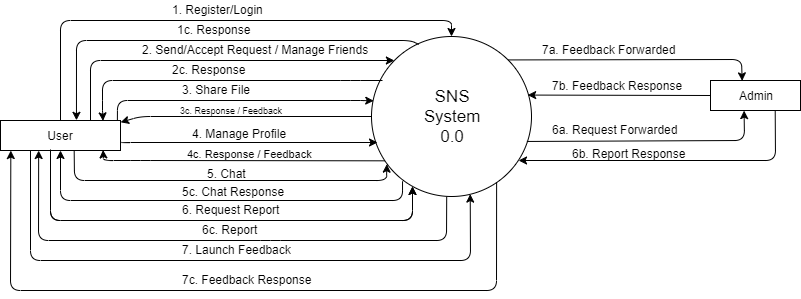 1. Register/Login
1c. Response
2. Send/Accept Request / Manage Friends
2c. Response
3. Share File
3c. Response / Feedback
4. Manage Profile
4c. Response / Feedback
5. Chat
5c. Chat Response
6. Request Report
6c. Report
7. Launch Feedback
7c. Feedback Response
User
SNS
System
0.0
7a. Feedback Forwarded
7b. Feedback Response
Admin
6a. Request Forwarded
6b. Report Response